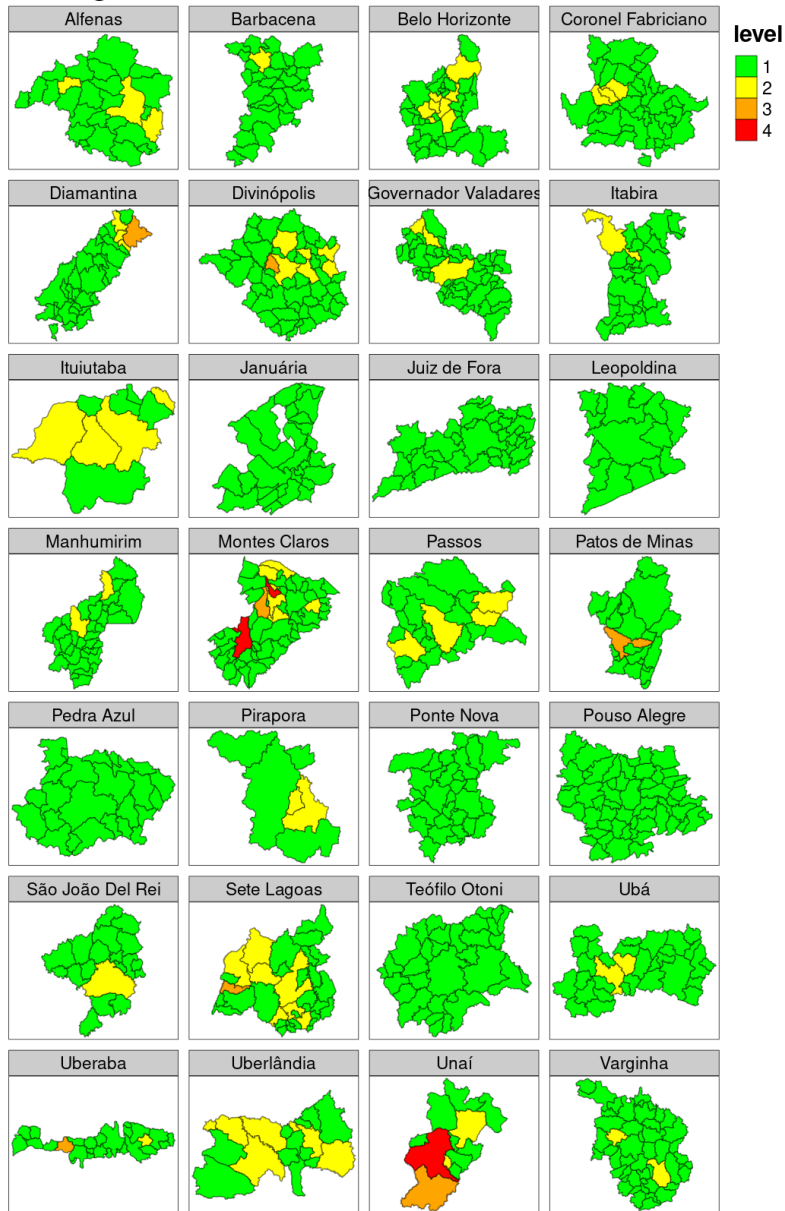 Alfenas
Barbacena
Belo Horizonte
Coronel Fabriciano
level
1
2
3
4
Diamantina
Divinópolis
Governador Valadares
Itabira
Ituiutaba
Januária
Juiz de Fora
Leopoldina
Manhumirim
Montes Claros
Passos
Patos de Minas
Pedra Azul
Pirapora
Ponte Nova
Pouso Alegre
São João Del Rei
Sete Lagoas
Teófilo Otoni
Ubá
Uberaba
Uberlândia
Unaí
Varginha